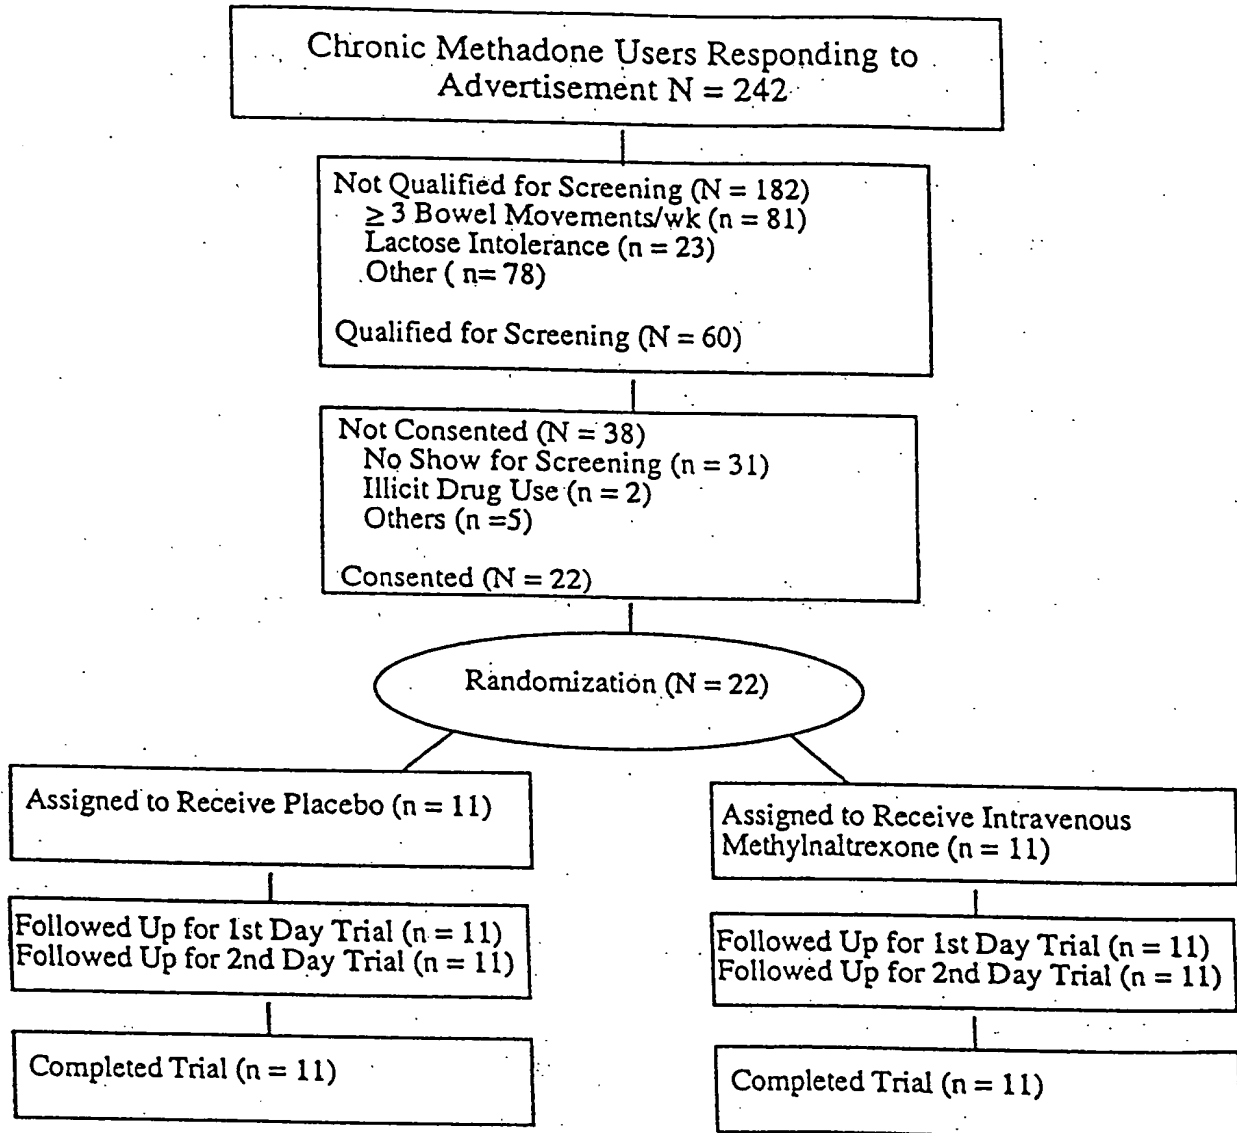 Chronic Methadone Users Responding to
Advertisement N = 242
Not Qualified for Screening (N = 182)
≥ 3 Bowel Movements/wk (n = 81)
Lactose Intolerance (n = 23)
Other ( n= 78)
Qualified for Screening (N = 60)
Not Consented (N = 38)
No Show for Screening (n = 31)
Illicit Drug Use (n = 2)
Others (n =5)
Consented (N = 22)
Randomization (N = 22)
Assigned to Receive Placebo (n = 11)
Followed Up for 1st Day Trial (n = 11)
Followed Up for 2nd Day Trial (n = 11)
Completed Trial (n = 11)
Assigned to Receive Intravenous
Methylnaltrexone (n = 11)
Followed Up for 1st Day Trial (n = 11)
Followed Up for 2nd Day Trial (n = 11)
Completed Trial (n = 11)